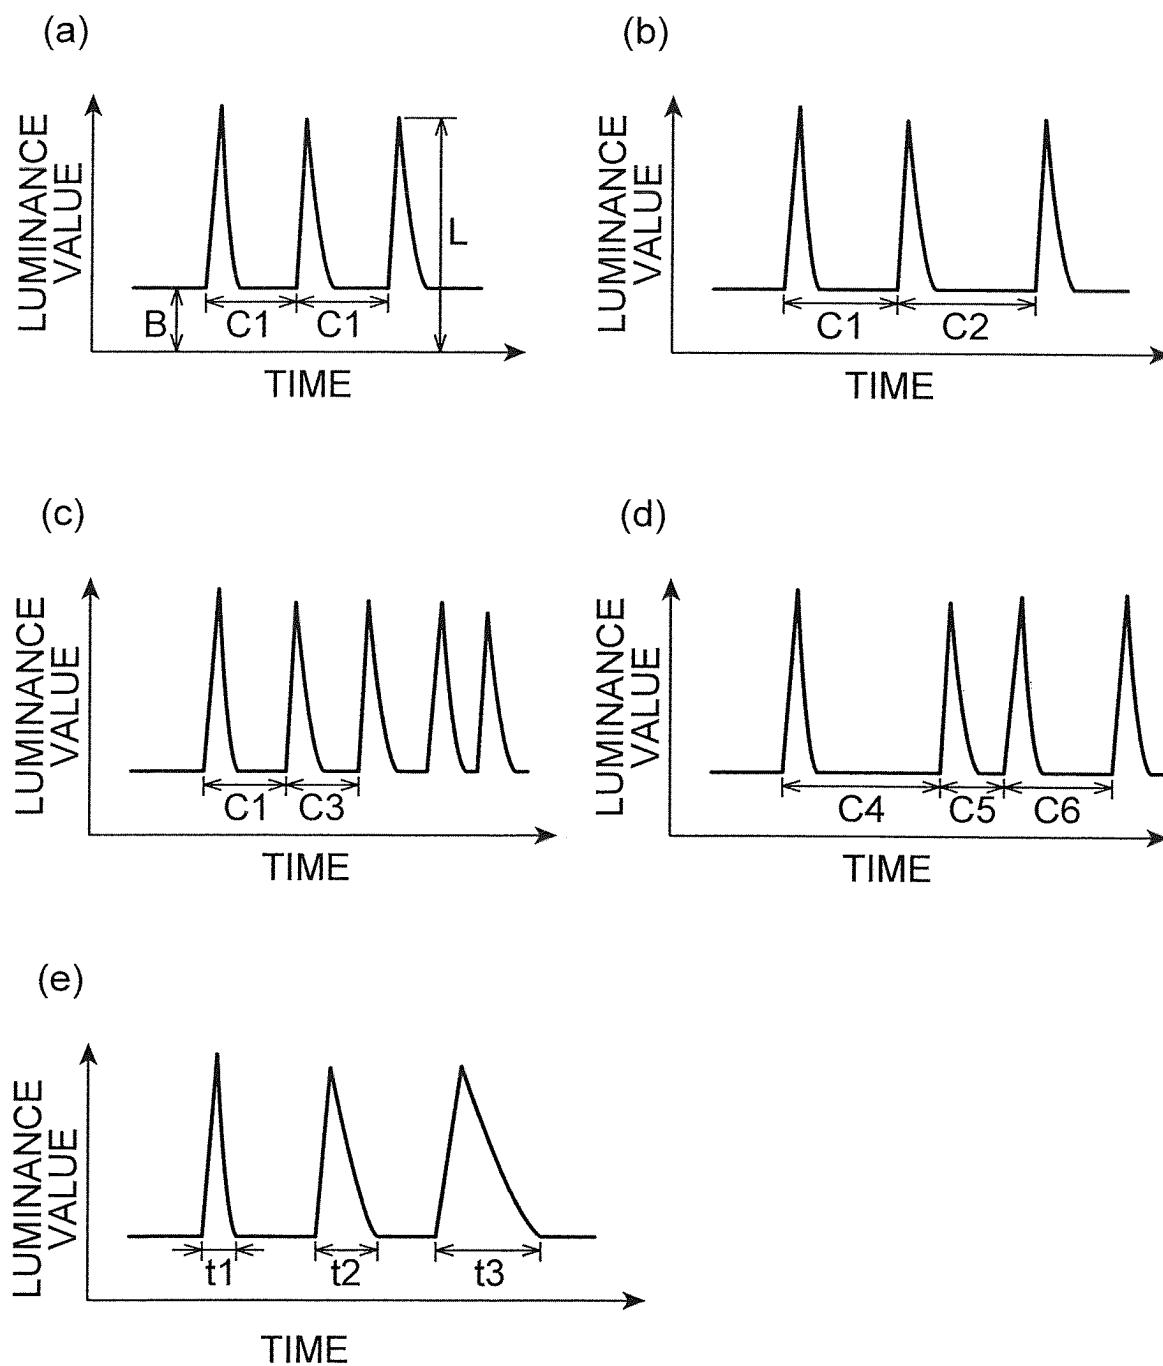 (a)
LUMINANCE
VALUE
L
B
C1
C1
TIME
(b)
LUMINANCE
VALUE
C1
C2
TIME
(c)
LUMINANCE
VALUE
C1
C3
TIME
(d)
LUMINANCE
VALUE
C4
C5
C6
TIME
(e)
LUMINANCE
VALUE
t1
t2
t3
TIME